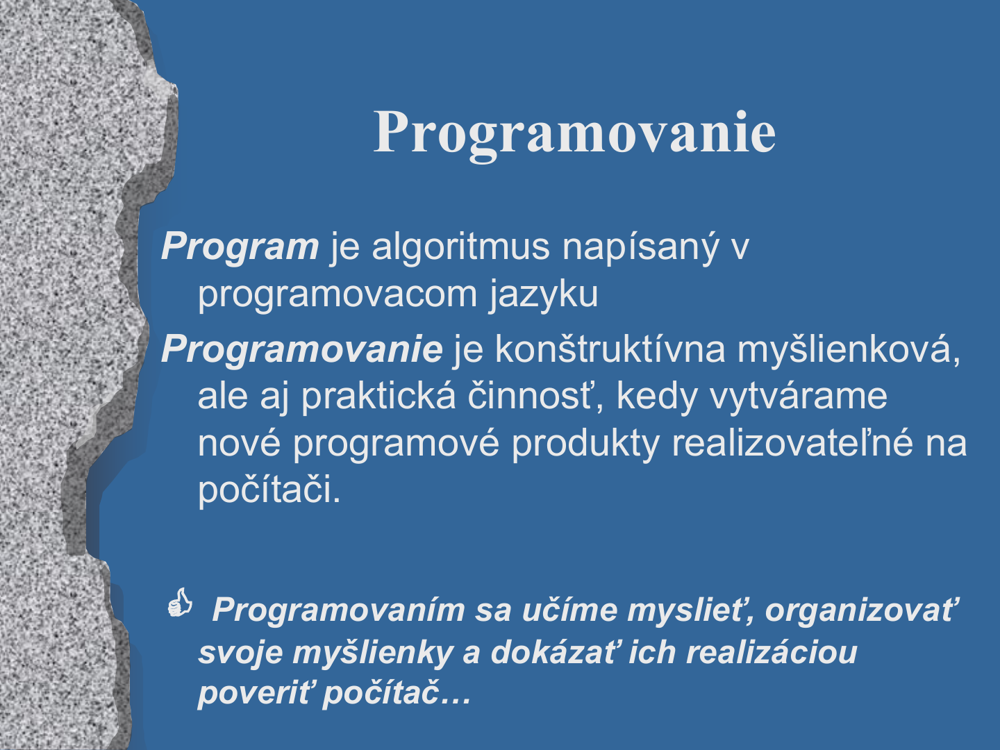 Programovanie
Program je algoritmus napísaný v
programovacom jazyku
Programovanie je konštruktívna myšlienková,
ale aj praktická činnosť, kedy vytvárame
nové programové produkty realizovateľné na
počítači.
Programovaním sa učíme myslieť, organizovať
svoje myšlienky a dokázať ich realizáciou
poveriť počítač…